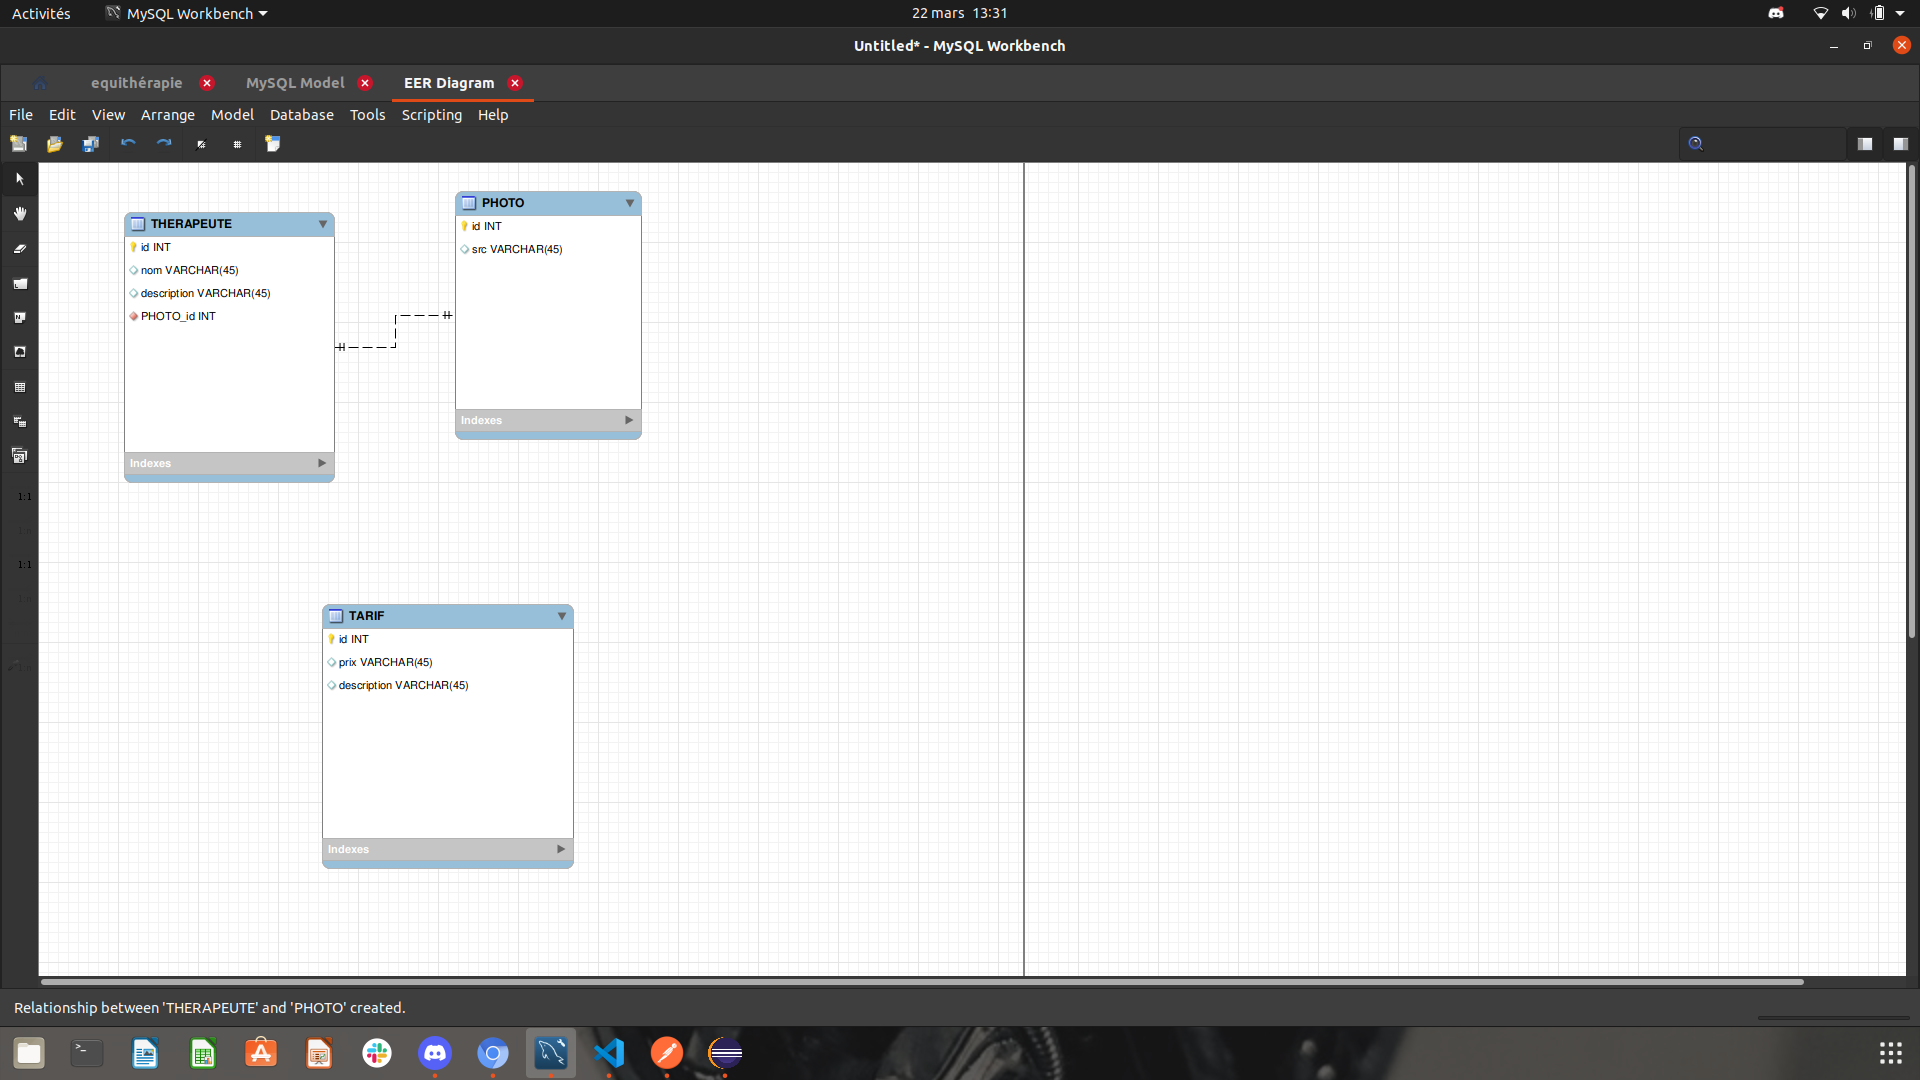 Activités
MySQL Workbench
22 mars 13:31
Untitled* - MySQL Workbench
equithérapie
MySQL Model
EER Diagram
File Edit View Arrange Model Database Tools Scripting Help
THERAPEUTE
id INT
nom VARCHAR(45)
description VARCHAR(45)
PHOTO_id INT
Indexes
PHOTO
id INT
src VARCHAR(45)
Indexes
1:1
1:n
1:1
1:n
TARIF
id INT
prix VARCHAR(45)
description VARCHAR(45)
Indexes
Relationship between 'THERAPEUTE' and 'PHOTO' created.